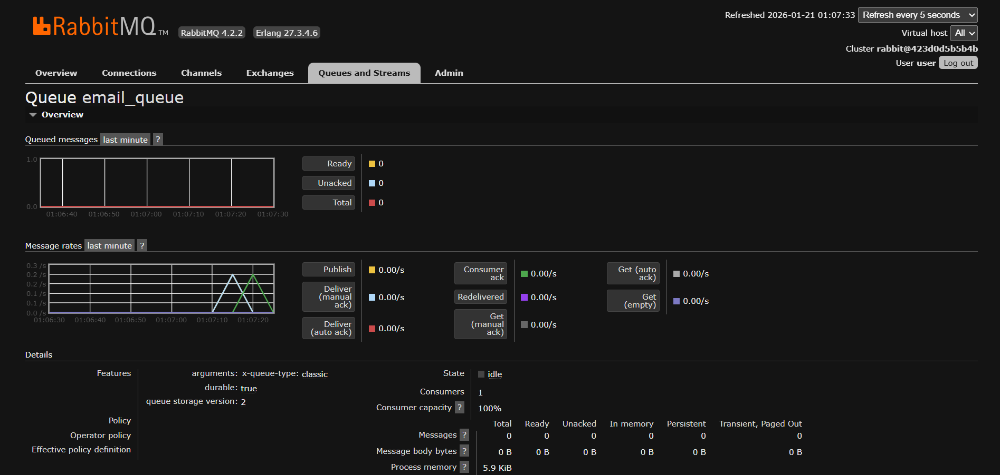 RabbitMQ TM RabbitMQ 4.2.2 Erlang 27.3.4.6
Refreshed 2026-01-21 01:07:33 Refresh every 5 seconds
Virtual host All
Cluster rabbit@423d0d5b5b4b
User user Log out
Overview Connections Channels Exchanges Queues and Streams Admin
Queue email_queue
Overview
Queued messages last minute ?
1.0
0.0
01:06:40 01:06:50 01:07:00 01:07:10 01:07:20 01:07:30
Ready 0
Unacked 0
Total 0
Message rates last minute ?
0.3 /s
0.2 /s
0.2 /s
0.1 /s
0.1 /s
0.0 /s
01:06:30 01:06:40 01:06:50 01:07:00 01:07:10 01:07:20
Publish 0.00/s
Deliver
(manual
ack)
0.00/s
Deliver
(auto ack)
0.00/s
Consumer
ack
0.00/s
Redelivered 0.00/s
Get
(manual
ack)
0.00/s
Get (auto
ack)
0.00/s
Get
(empty)
0.00/s
Details
Features arguments: x-queue-type: classic
durable: true
queue storage version: 2
Policy
Operator policy
Effective policy definition
State idle
Consumers 1
Consumer capacity ? 100%
Total Ready Unacked In memory Persistent Transient, Paged Out
Messages ? 0 0 0 0 0 0
Message body bytes ? 0 B 0 B 0 B 0 B 0 B 0 B
Process memory ? 5.9 KiB